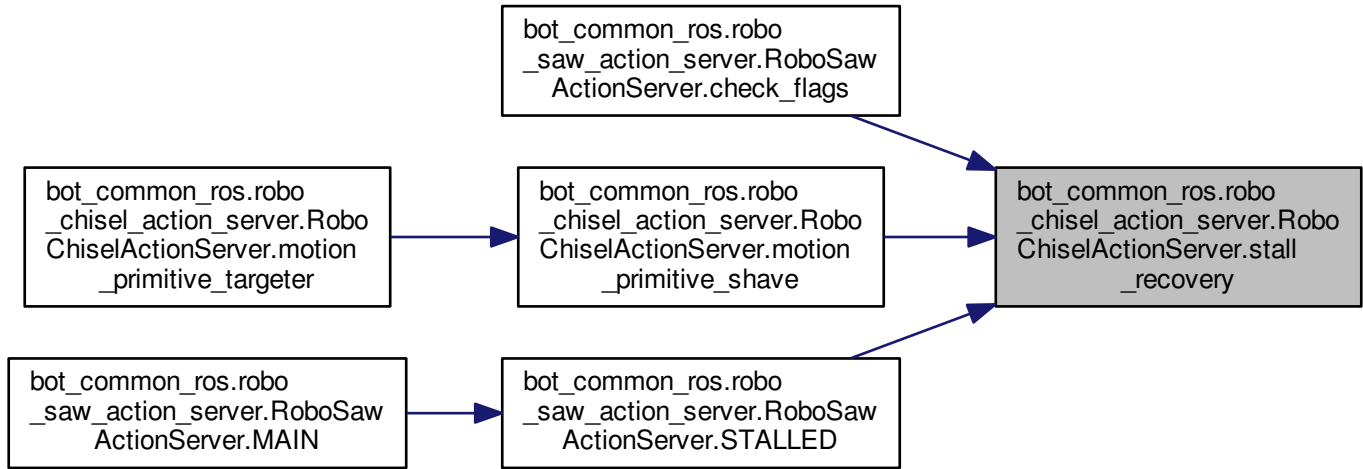 bot_common_ros.robo
_saw_action_server.RoboSaw
ActionServer.check_flags
bot_common_ros.robo
_chisel_action_server.Robo
ChiselActionServer.motion
_primitive_targeter
bot_common_ros.robo
_chisel_action_server.Robo
ChiselActionServer.motion
_primitive_shave
bot_common_ros.robo
_chisel_action_server.Robo
ChiselActionServer.stall
_recovery
bot_common_ros.robo
_saw_action_server.RoboSaw
ActionServer.MAIN
bot_common_ros.robo
_saw_action_server.RoboSaw
ActionServer.STALLED